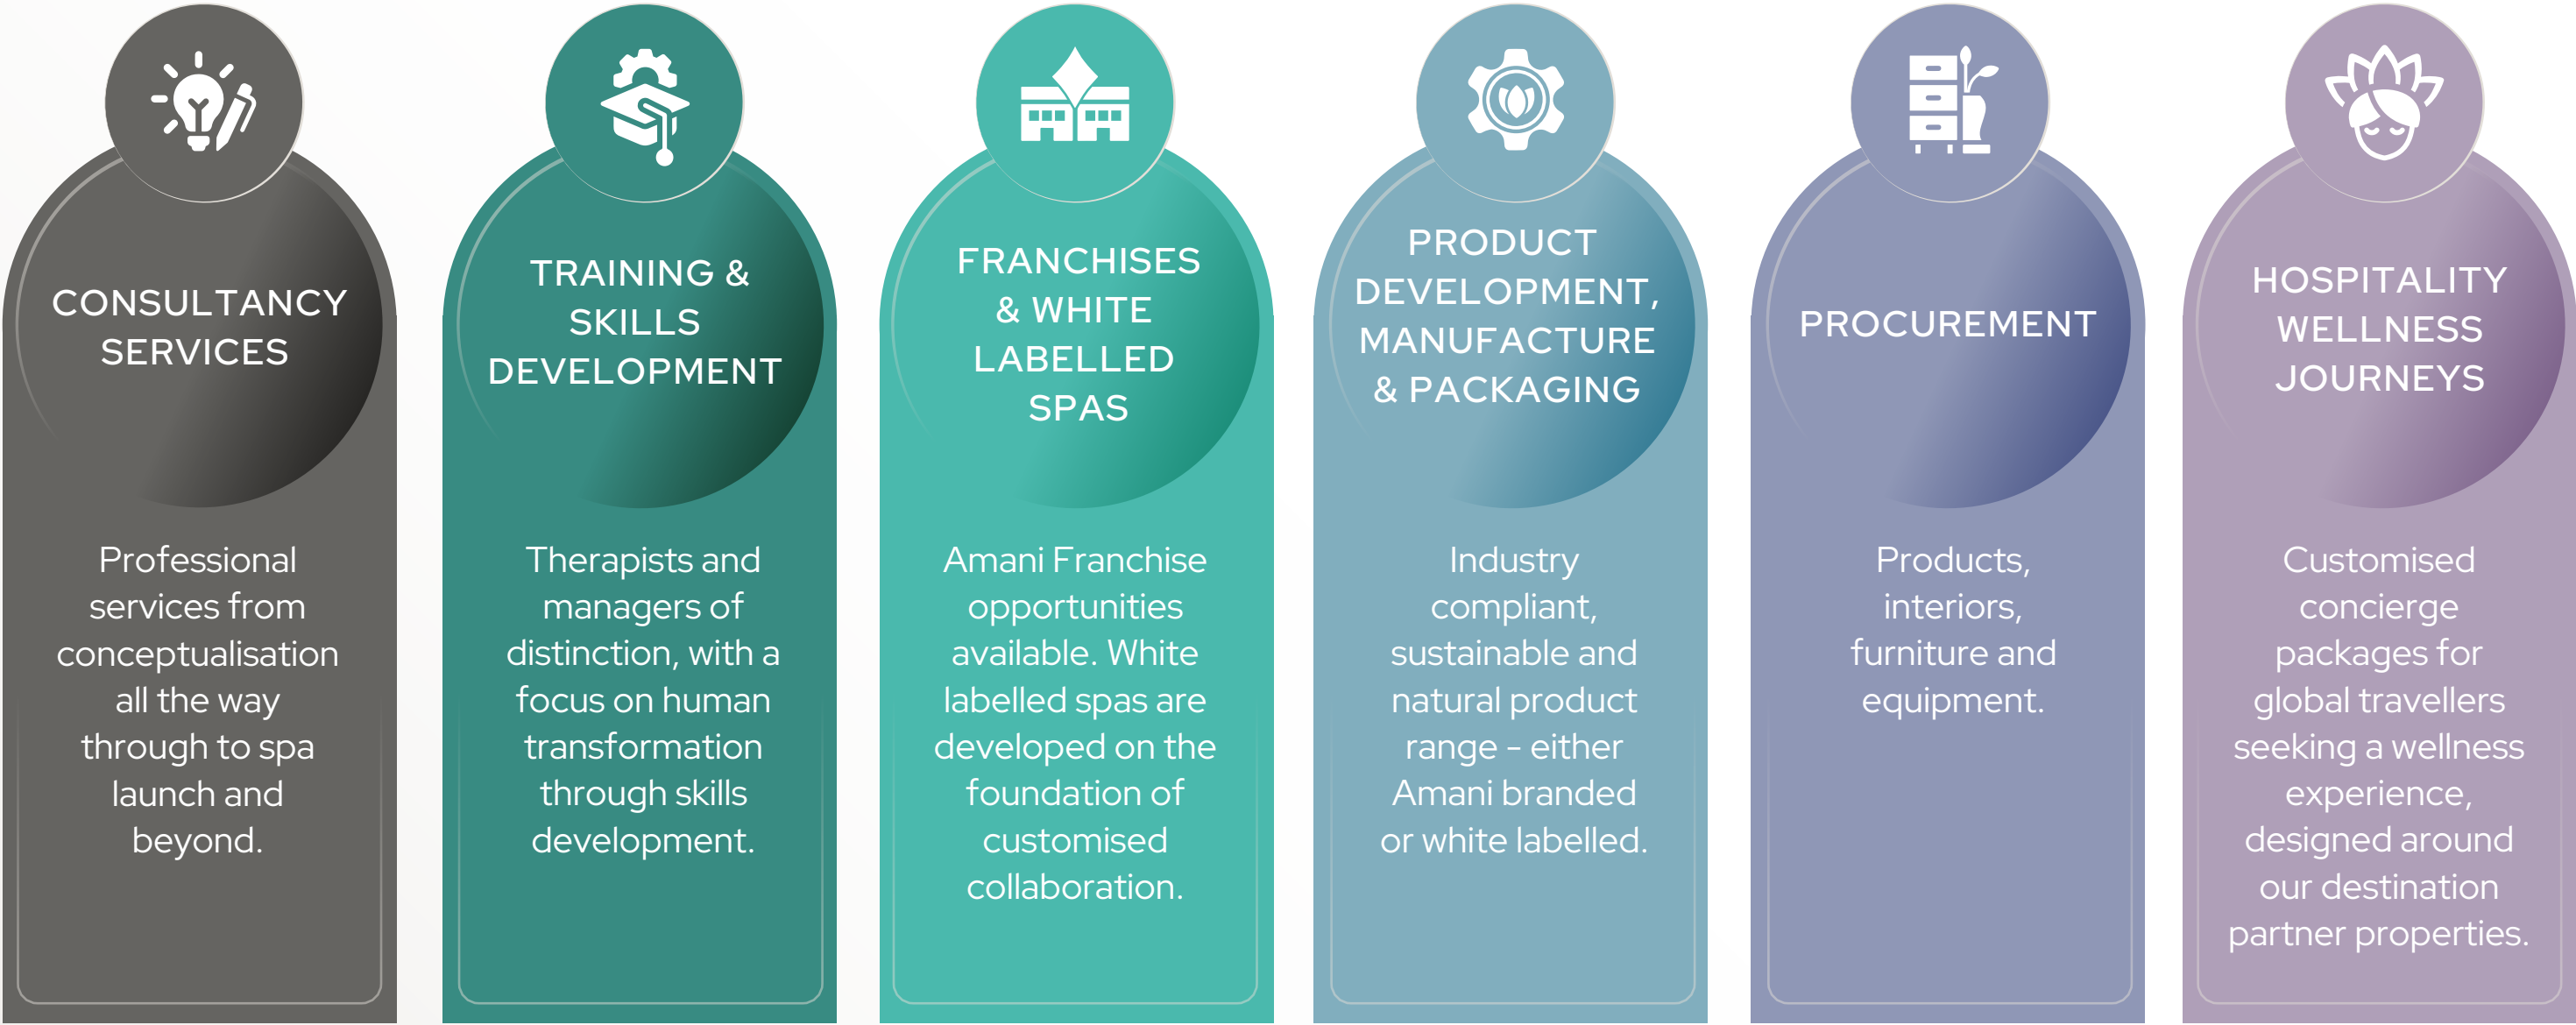 CONSULTANCY
SERVICES
Professional
services from
conceptualisation
all the way
through to spa
launch and
beyond.
TRAINING &
SKILLS
DEVELOPMENT
Therapists and
managers of
distinction, with a
focus on human
transformation
through skills
development.
FRANCHISES
& WHITE
LABELLED
SPAS
Amani Franchise
opportunities
available. White
labelled spas are
developed on the
foundation of
customised
collaboration.
PRODUCT
DEVELOPMENT,
MANUFACTURE
& PACKAGING
Industry
compliant,
sustainable and
natural product
range - either
Amani branded
or white labelled.
PROCUREMENT
Products,
interiors,
furniture and
equipment.
HOSPITALITY
WELLNESS
JOURNEYS
Customised
concierge
packages for
global travellers
seeking a wellness
experience,
designed around
our destination
partner properties.